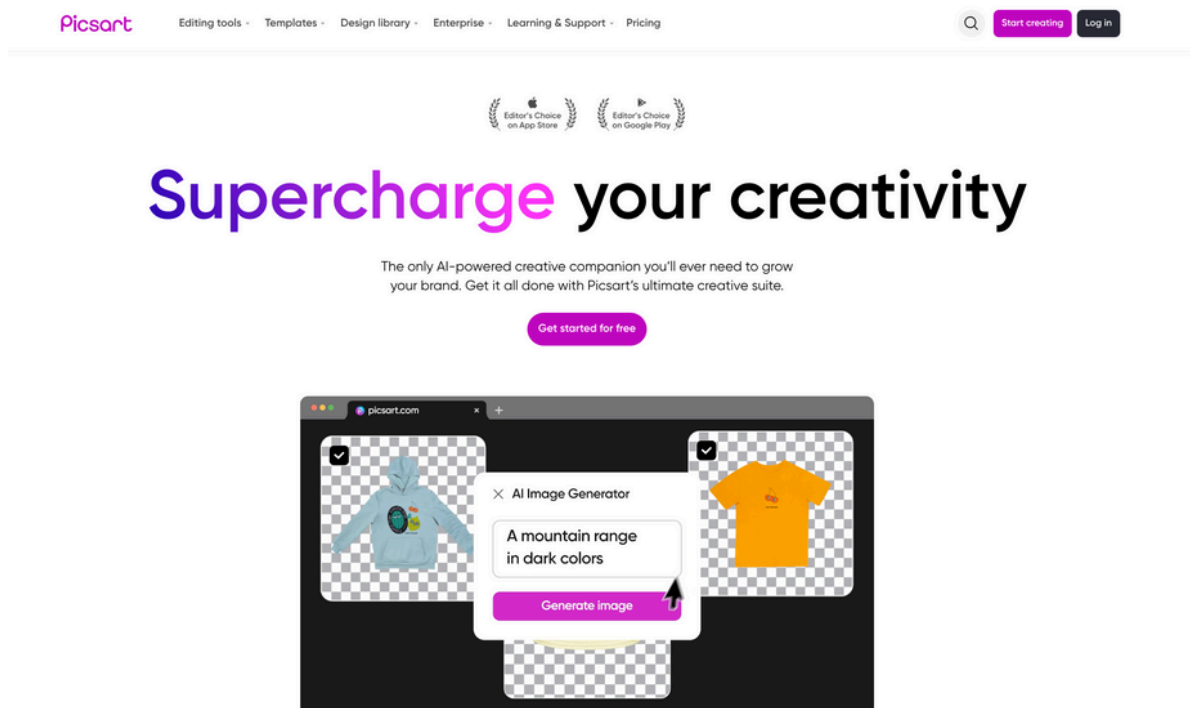 Picsart
Editing tools
Templates
Design library
Enterprise
Learning & Support
Pricing
Start creating
Log in
Editor's Choice
on App Store
Editor's Choice
on Google Play
Supercharge your creativity
The only AI-powered creative companion you'll ever need to grow
your brand. Get it all done with Picsart's ultimate creative suite.
Get started for free
picsart.com
AI Image Generator
A mountain range
in dark colors
Generate image